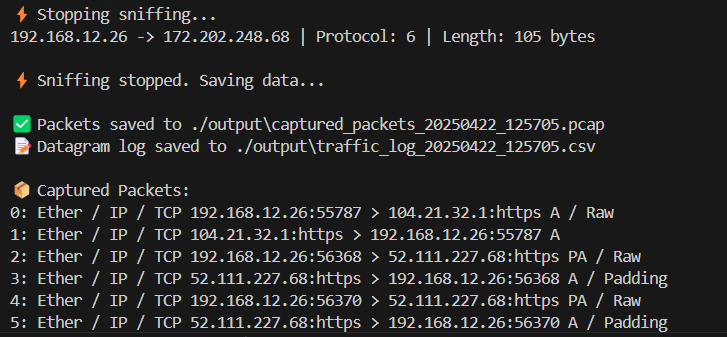 ⚡ Stopping sniffing...
192.168.12.26 -> 172.202.248.68 | Protocol: 6 | Length: 105 bytes
⚡ Sniffing stopped. Saving data...
✅ Packets saved to ./output\captured_packets_20250422_125705.pcap
📝 Datagram log saved to ./output\traffic_log_20250422_125705.csv
📦 Captured Packets:
0: Ether / IP / TCP 192.168.12.26:55787 > 104.21.32.1:https A / Raw
1: Ether / IP / TCP 104.21.32.1:https > 192.168.12.26:55787 A
2: Ether / IP / TCP 192.168.12.26:56368 > 52.111.227.68:https PA / Raw
3: Ether / IP / TCP 52.111.227.68:https > 192.168.12.26:56368 A / Padding
4: Ether / IP / TCP 192.168.12.26:56370 > 52.111.227.68:https PA / Raw
5: Ether / IP / TCP 52.111.227.68:https > 192.168.12.26:56370 A / Padding